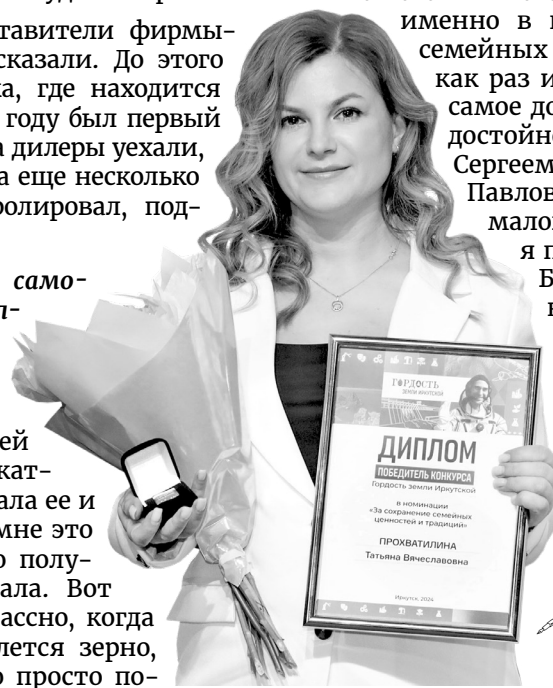 тавители фирмы-
сказали. До этого
ка, где находится
году был первый
а дилеры уехали,
а еще несколько
ролировал, под-
само-
л-
ей
кат-
ала ее и
мне это
о полу-
ала. Вот
ассно, когда
лется зерно,
о просто по-
именно в
семейных
как раз и
самое до
достойно
Сергеем
Павлов
мало
я п
Б
ГОРДОСТЬ
ЗЕМЛИ ИРКУТСКОЙ
ДИПЛОМ
ПОБЕДИТЕЛЬ КОНКУРСА
Гордость земли Иркутской
в номинации
«За сохранение семейных
ценностей и традиций»
ПРОХВАТИЛИНА
Татьяна Вячеславовна
Иркутск, 2024